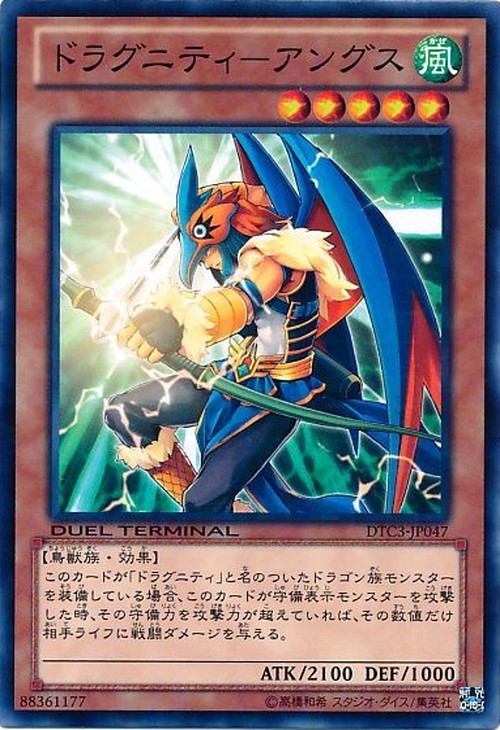 ドラグニティ－アングス
風
DUEL TERMINAL
DTC3-JP047
【鳥獣族・効果】
このカードが「ドラグニティ」と名のついたドラゴン族モンスター
を装備している場合、このカードが守備表示モンスターを攻撃
した時、その守備力を攻撃力が超えていれば、その数値だけ
相手ライフに戦闘ダメージを与える。
ATK/2100 DEF/1000
88361177
©高橋和希 スタジオ・ダイス/集英社